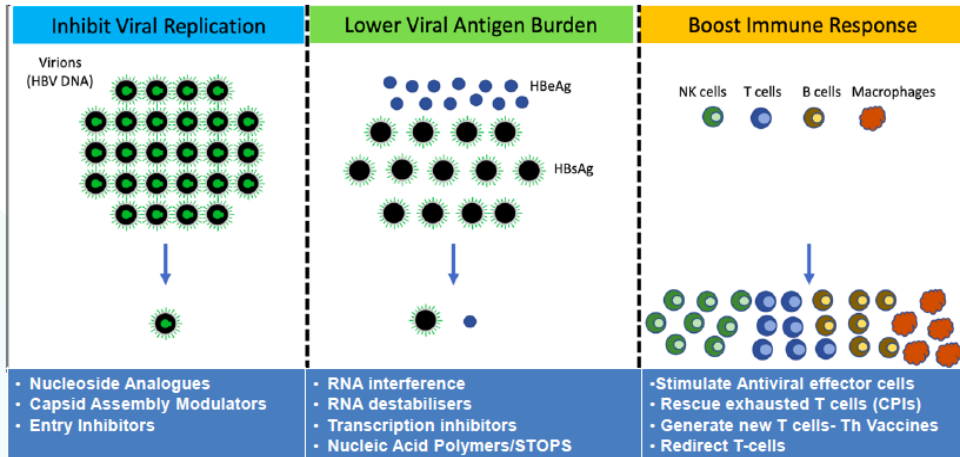 Inhibit Viral Replication
Virions
(HBV DNA)
• Nucleoside Analogues
• Capsid Assembly Modulators
• Entry Inhibitors
Lower Viral Antigen Burden
HBeAg
HBsAg
• RNA interference
• RNA destabilisers
• Transcription inhibitors
• Nucleic Acid Polymers/STOPS
Boost Immune Response
NK cells T cells B cells Macrophages
•Stimulate Antiviral effector cells
• Rescue exhausted T cells (CPIs)
• Generate new T cells- Th Vaccines
• Redirect T-cells